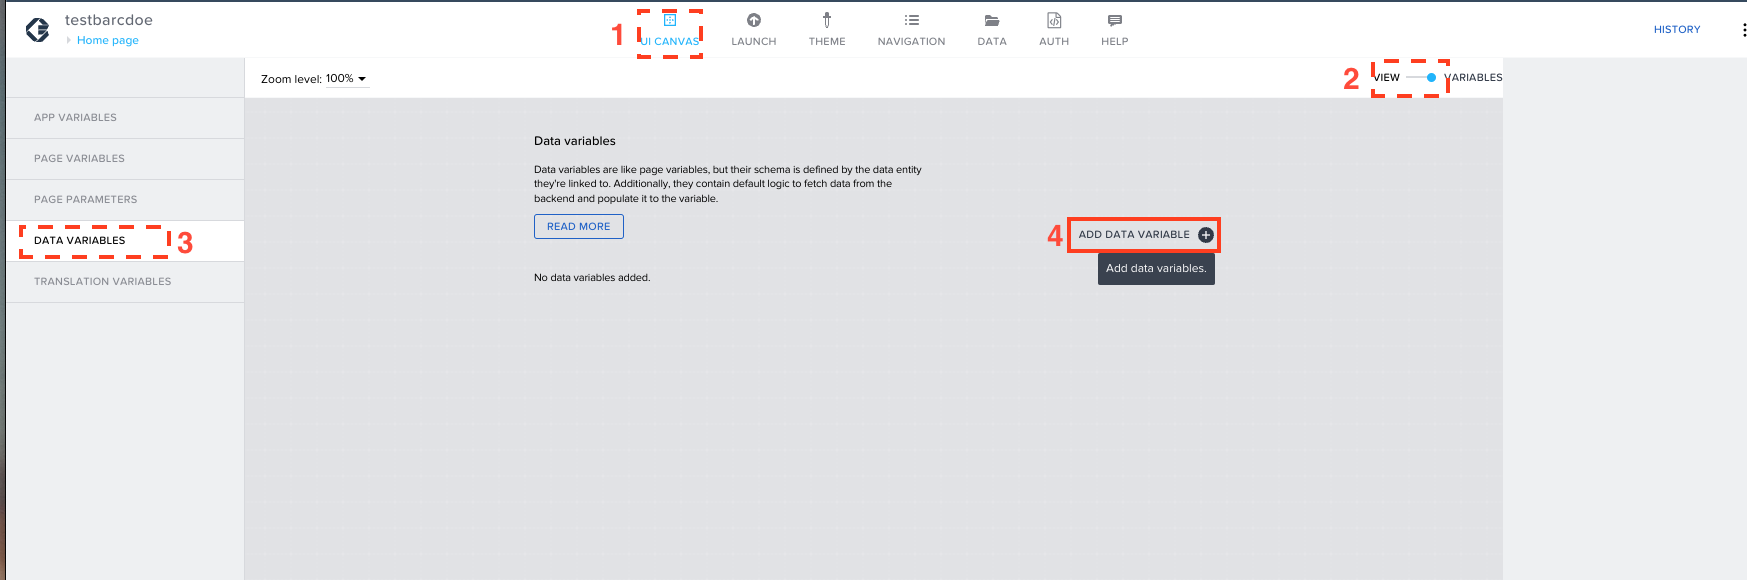 testbarcdoe
Home page
1
UI CANVAS
LAUNCH
THEME
NAVIGATION
DATA
AUTH
HELP
HISTORY
Zoom level: 100%
2
VIEW
VARIABLES
APP VARIABLES
PAGE VARIABLES
PAGE PARAMETERS
DATA VARIABLES
3
TRANSLATION VARIABLES
Data variables
Data variables are like page variables, but their schema is defined by the data entity
they're linked to. Additionally, they contain default logic to fetch data from the
backend and populate it to the variable.
READ MORE
4
ADD DATA VARIABLE
Add data variables.
No data variables added.